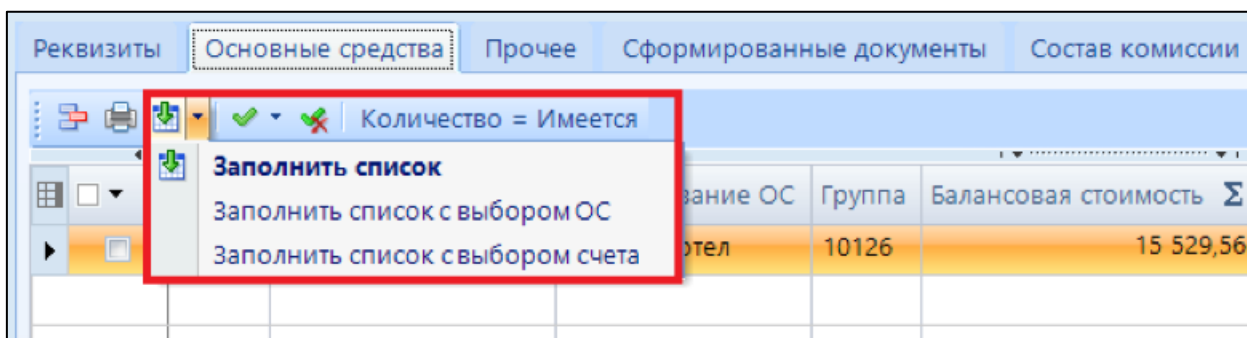 Реквизиты Основные средства Прочее Сформированные документы Состав комиссии
Количество = Имеется
Заполнить список
ание ОС Группа Балансовая стоимость Σ
Заполнить список с выбором ОС
отел 10126 15 529,56
Заполнить список с выбором счета